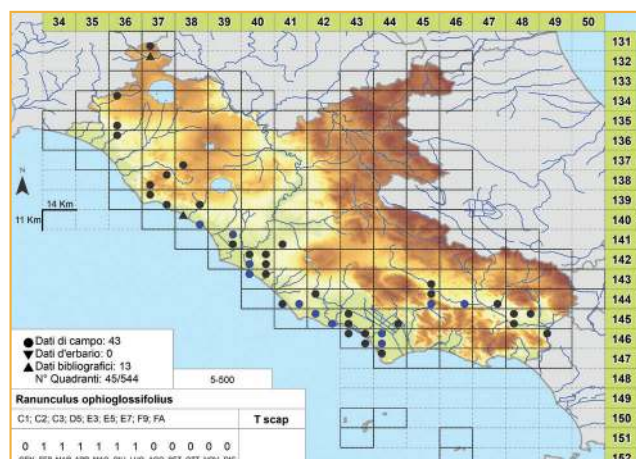 34 35 36 37 38 39 40 41 42 43 44 45 46 47 48 49 50
131
132
133
134
135
136
137
138
139
140
141
142
143
144
145
146
147
148
149
150
151
152
N
14 Km
11 Km
Dati di campo: 43
Dati d'erbario: 0
Dati bibliografici: 13
N° Quadranti: 45/544
5-500
Ranunculus ophioglossifolius
C1; C2; C3; D5; E3; E5; E7; F9; FA
T scap
0 1 1 1 1 1 1 0 0 0 0 0